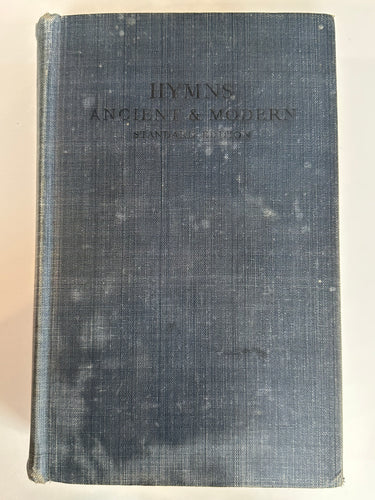 HYMNS
ANCIENT & MODERN
STANDARD EDITION